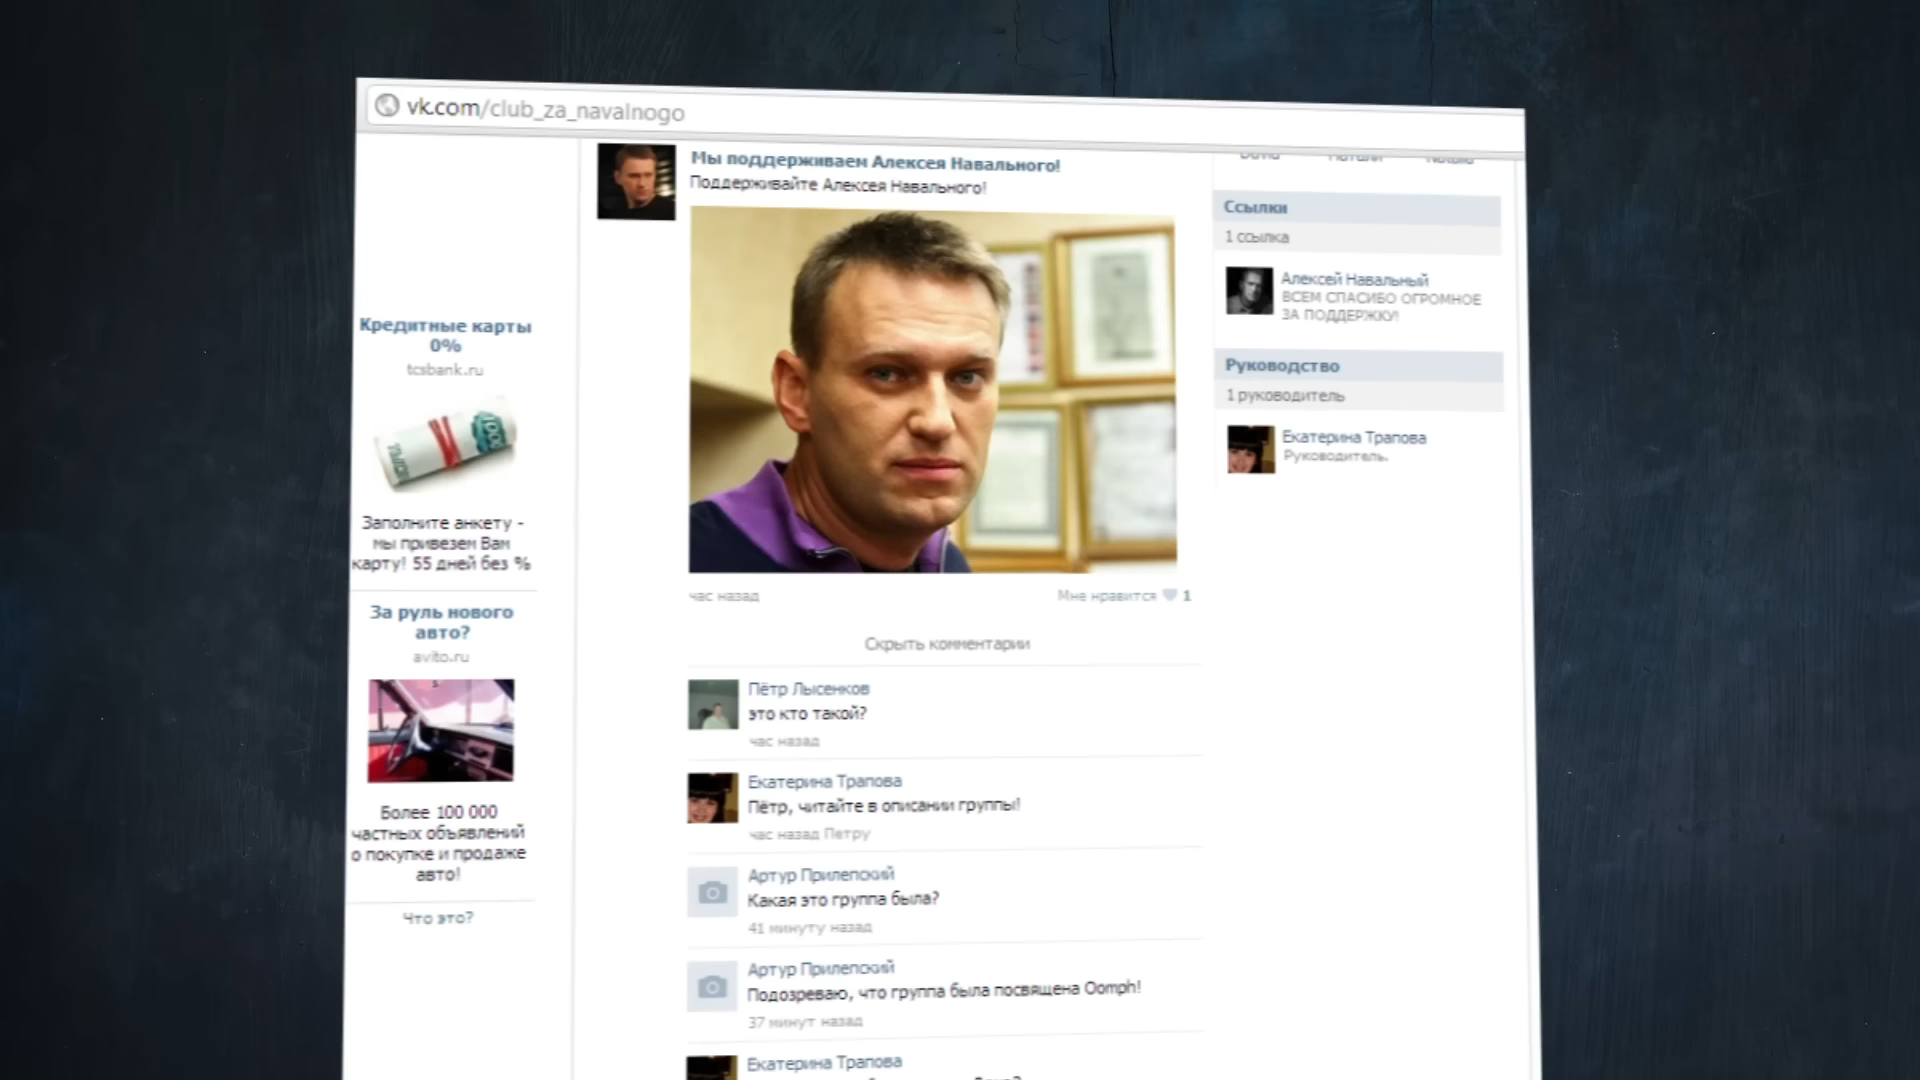 vk.com/club_za_navalnogo
Кредитные карты
0%
tcsbank.ru
Заполните анкету -
мы привезем Вам
карту! 55 дней без %
За руль нового
авто?
avito.ru
Более 100 000
частных объявлений
о покупке и продаже
авто!
Что это?
Мы поддерживаем Алексея Навального!
Поддерживайте Алексея Навального!
час назад
Мне нравится 1
Скрыть комментарии
Пётр Лысенков
это кто такой?
час назад
Екатерина Трапова
Пётр, читайте в описании группы!
час назад Петру
Артур Прилепский
Какая это группа была?
41 минуту назад
Артур Прилепский
Подозреваю, что группа была посвящена Oomph!
37 минут назад
Екатерина Трапова
Ссылки
1 ссылка
Алексей Навальный
ВСЕМ СПАСИБО ОГРОМНОЕ
ЗА ПОДДЕРЖКУ!
Руководство
1 руководитель
Екатерина Трапова
Руководитель.